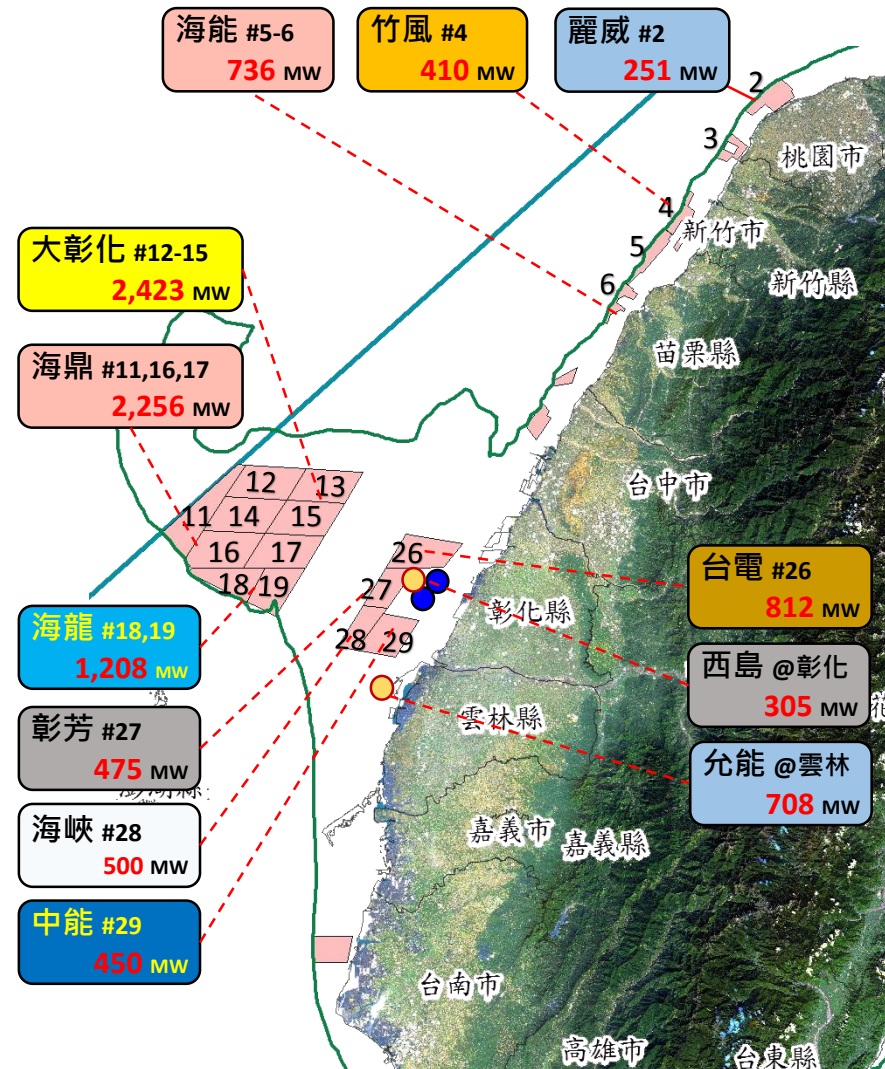 海能 #5-6
736 MW
竹風 #4
410 MW
麗威 #2
251 MW
2
3
桃園市
4
新竹市
5
新竹縣
6
苗栗縣
大彰化 #12-15
2,423 MW
海鼎 #11,16,17
2,256 MW
12
13
11
14
15
16
17
18
19
台中市
26
27
28
29
彰化縣
台電 #26
812 MW
海龍 #18,19
1,208 MW
西島 @彰化
305 MW
彰芳 #27
475 MW
雲林縣
允能 @雲林
708 MW
海峽 #28
500 MW
嘉義市
嘉義縣
中能 #29
450 MW
台南市
高雄市
台東縣